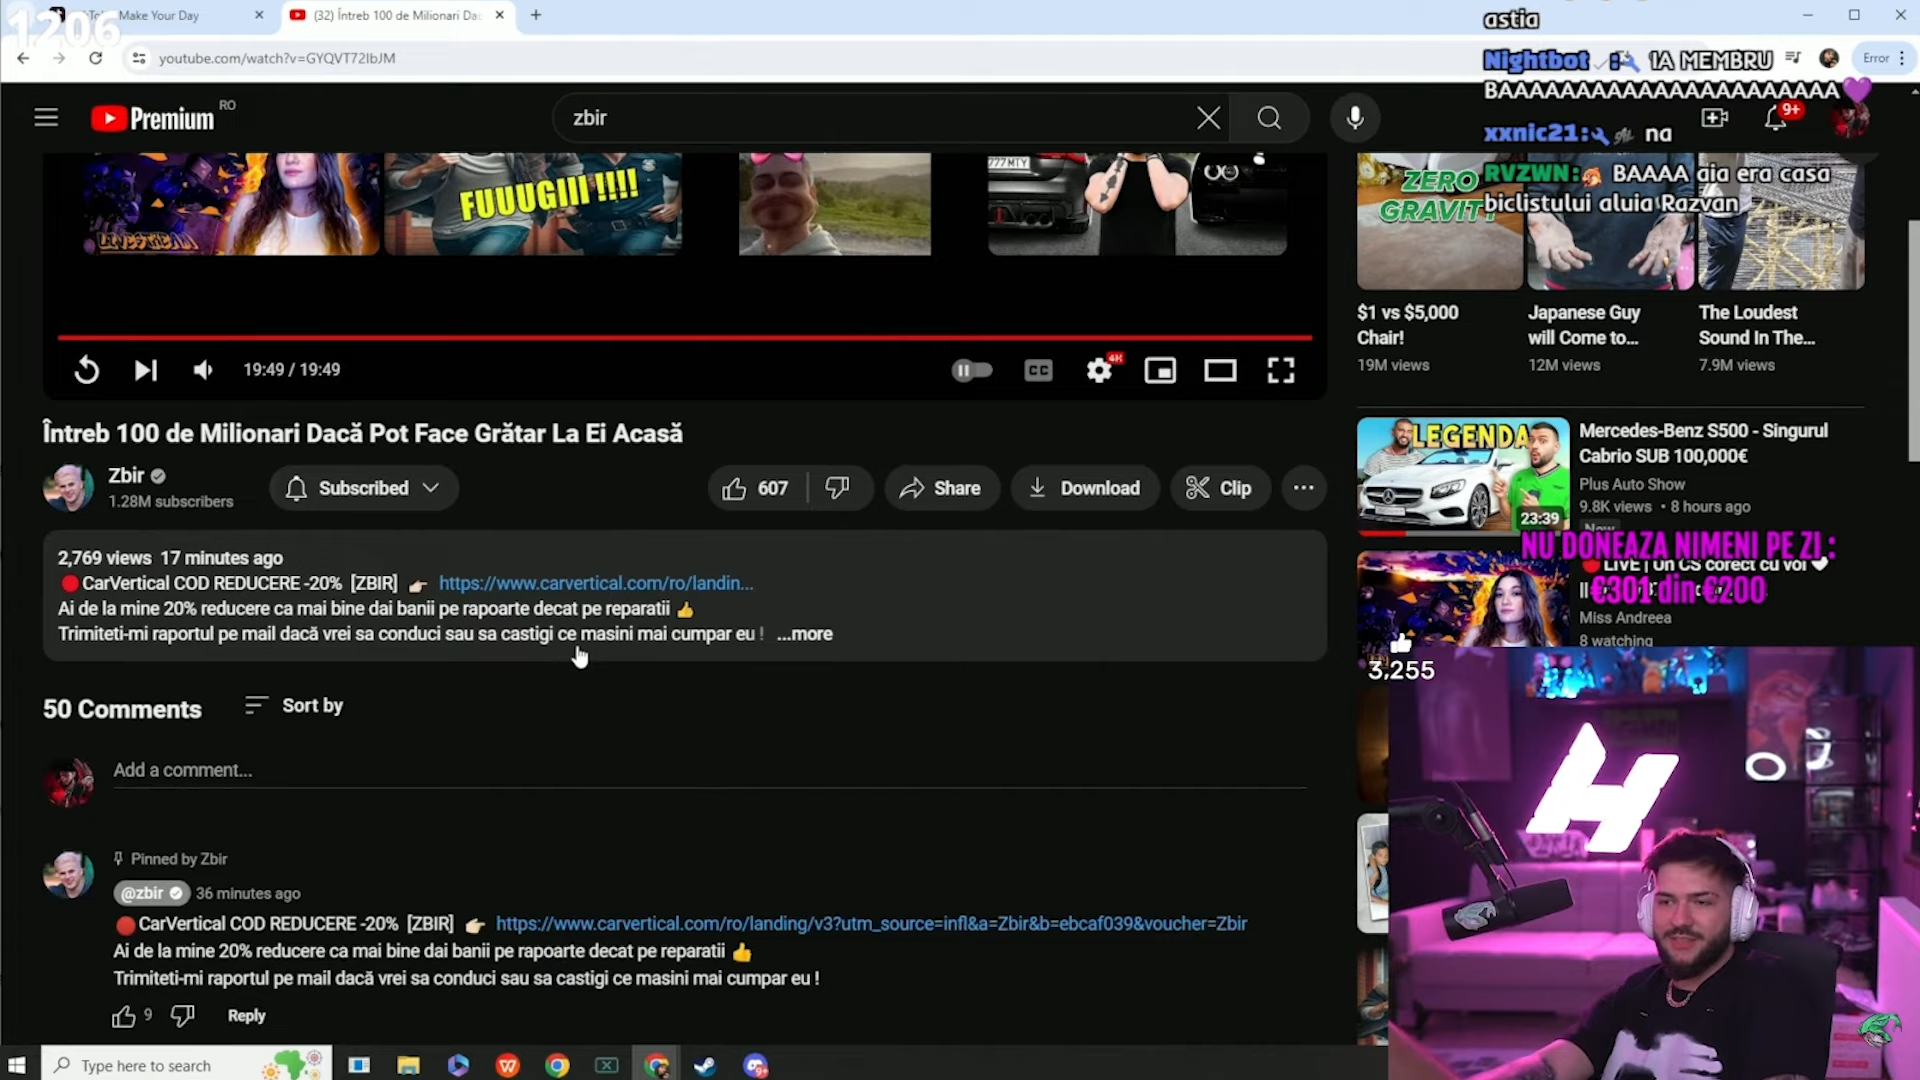 1206
Make Your Day
(32) Întreb 100 de Milionari Da
youtube.com/watch?v=GYQVT72IbJM
Error
astia
Nightbot : IA MEMBRU
BAAAAAAAAAAAAAAAAAAAAAA
xxnic21: na
RVZWN: BAAAA aia era casa
biclistului aluia Razvan
Premium
RO
zbir
9+
LIVESTREAM
FUUUGIII !!!!
777MTY
ZERO
GRAVITY
$1 vs $5,000
Chair!
19M views
Japanese Guy
will Come to...
12M views
The Loudest
Sound In The...
7.9M views
19:49 / 19:49
CC
4K
Întreb 100 de Milionari Dacă Pot Face Grătar La Ei Acasă
Zbir
1.28M subscribers
Subscribed
607
Share
Download
Clip
2,769 views 17 minutes ago
CarVertical COD REDUCERE -20% [ZBIR] https://www.carvertical.com/ro/landin...
Ai de la mine 20% reducere ca mai bine dai banii pe rapoarte decat pe reparatii
Trimiteti-mi raportul pe mail dacă vrei sa conduci sau sa castigi ce masini mai cumpar eu ! ...more
50 Comments
Sort by
Add a comment...
Pinned by Zbir
@zbir 36 minutes ago
CarVertical COD REDUCERE -20% [ZBIR] https://www.carvertical.com/ro/landing/v3?utm_source=infl&a=Zbir&b=ebcaf039&voucher=Zbir
Ai de la mine 20% reducere ca mai bine dai banii pe rapoarte decat pe reparatii
Trimiteti-mi raportul pe mail dacă vrei sa conduci sau sa castigi ce masini mai cumpar eu !
9
Reply
LEGENDA
23:39
Mercedes-Benz S500 - Singurul
Cabrio SUB 100,000€
Plus Auto Show
9.8K views • 8 hours ago
New
NU DONEAZA NIMENI PE ZI :
€301 din €200
LIVE | Un CS corect cu voi
Miss Andreea
8 watching
3,255
H
Type here to search
9+